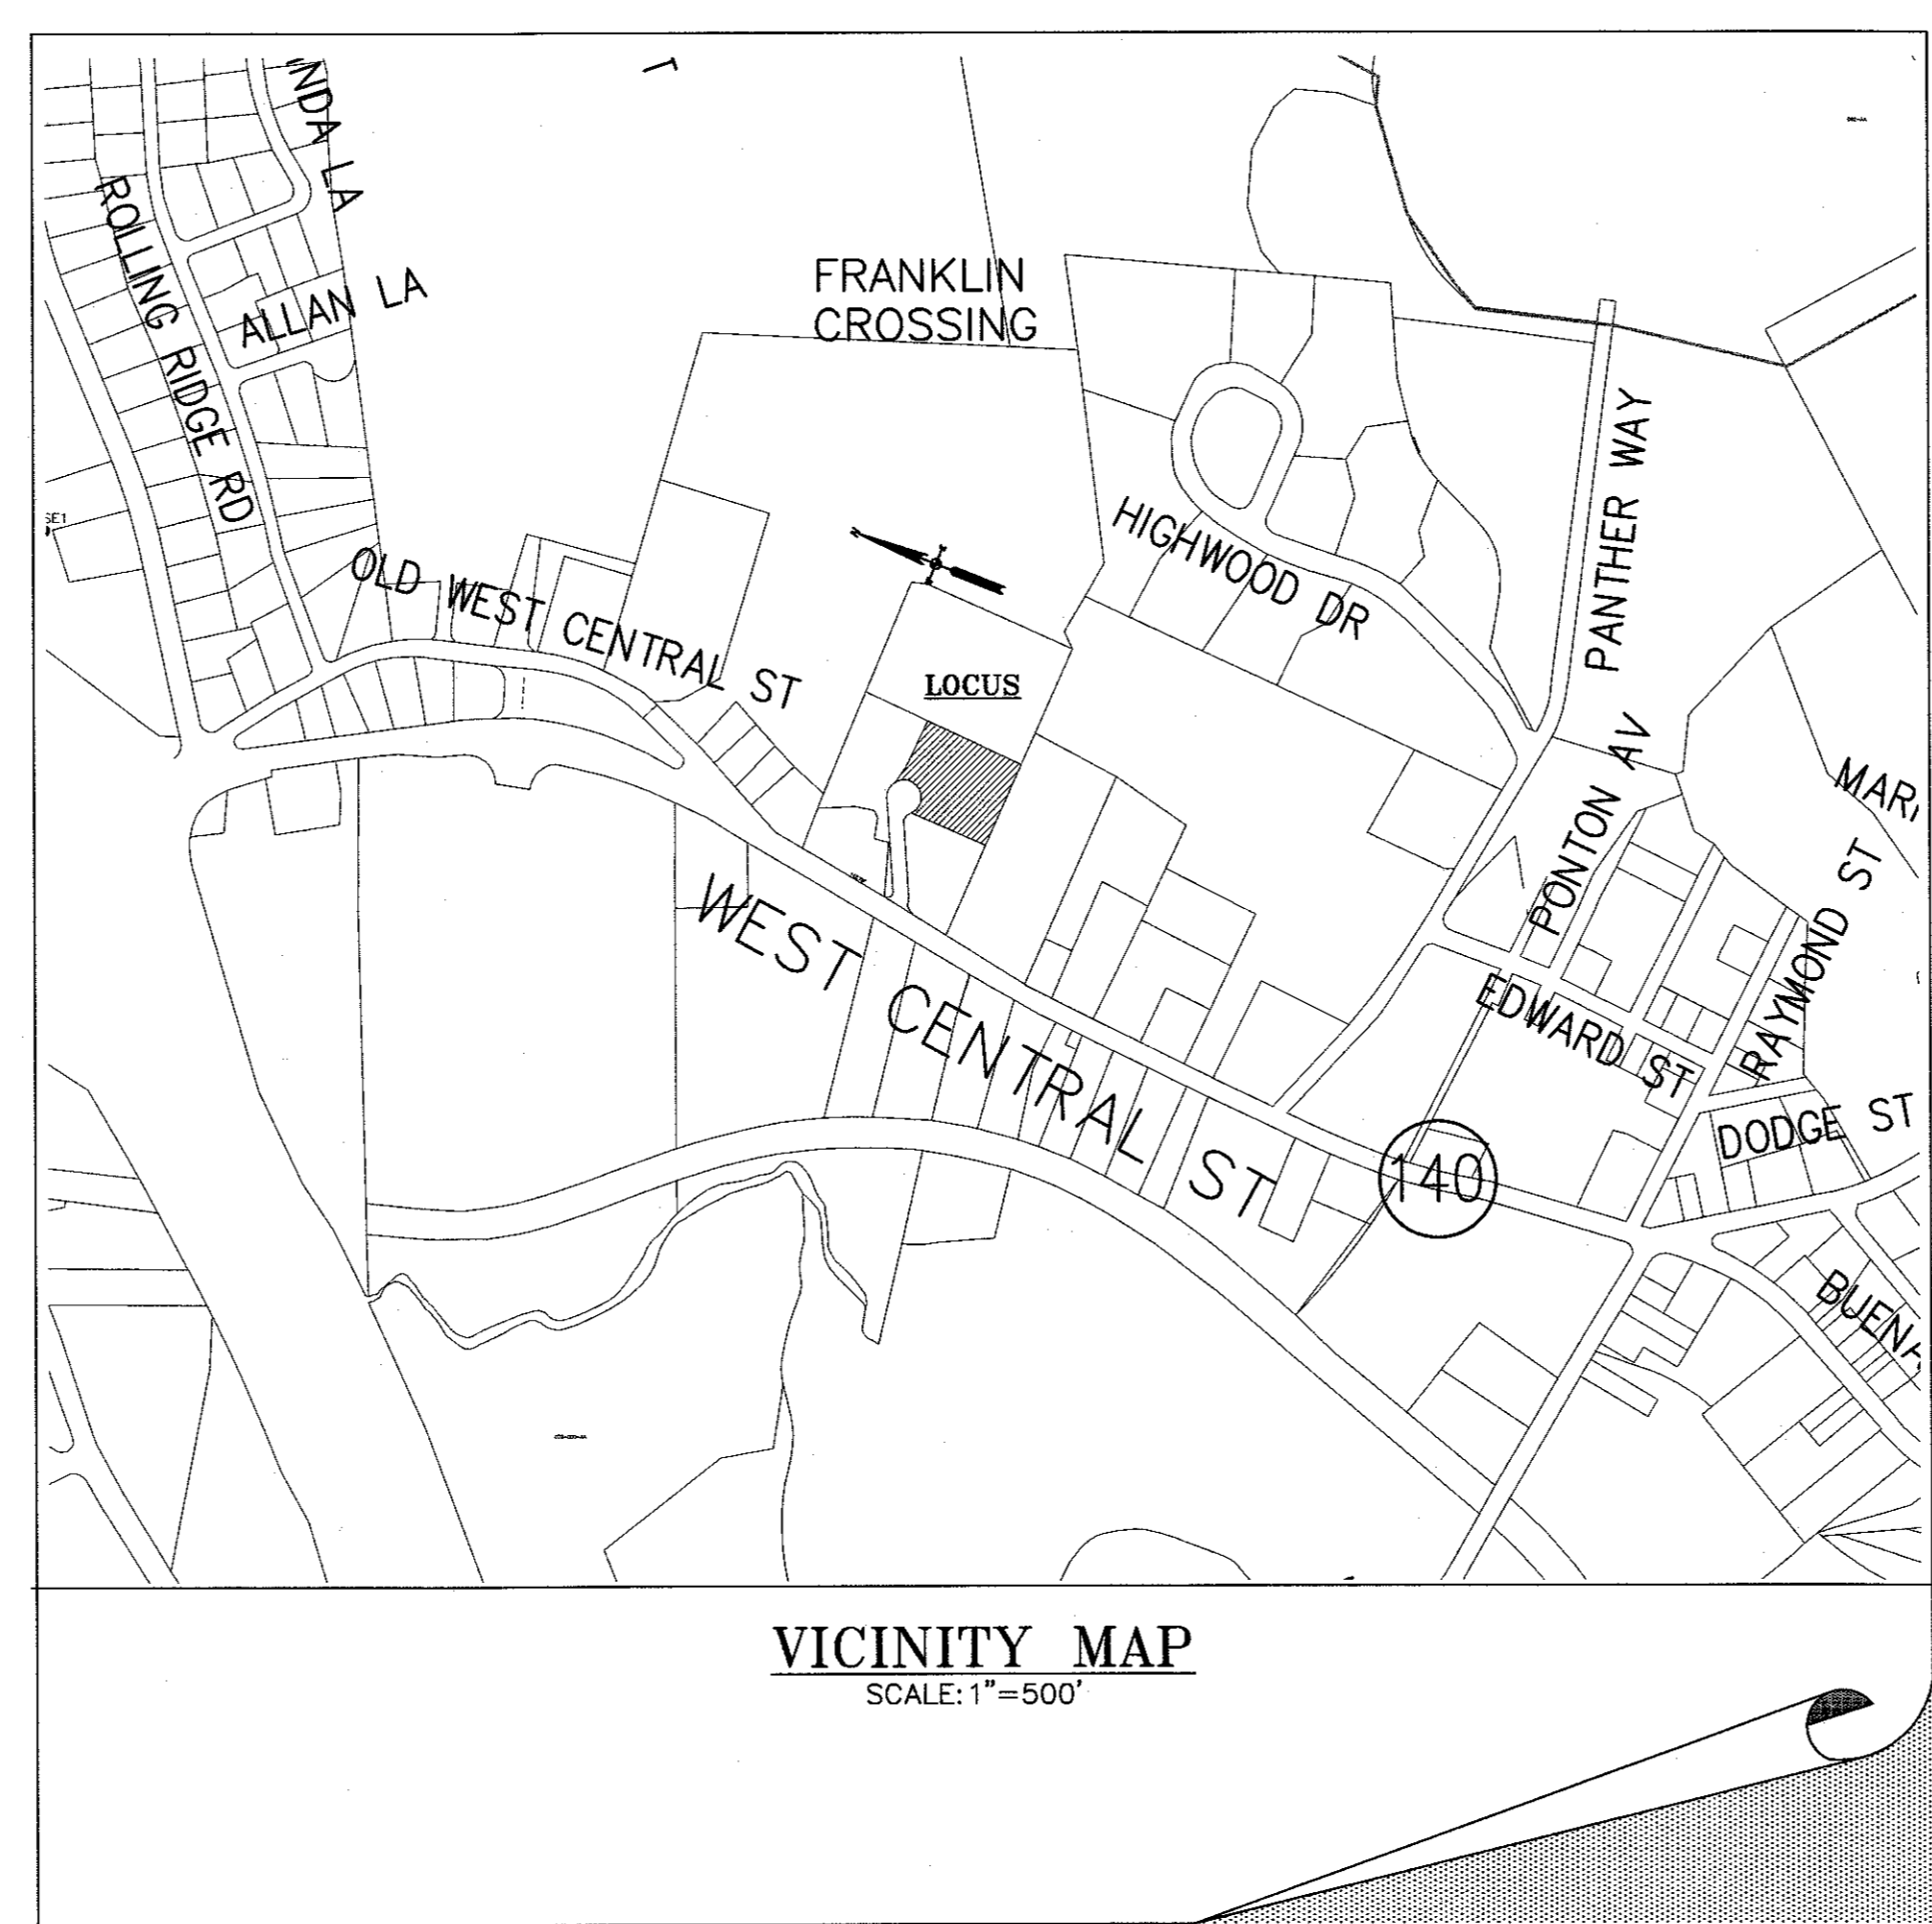 NDA LA
ROLLING RIDGE RD
ALLAN LA
FRANKLIN
CROSSING
SE1
OLD WEST CENTRAL ST
HIGHWOOD DR
PANTHER WAY
LOCUS
PONTON AV
MAR
WEST CENTRAL ST
EDWARD ST
RAYMOND ST
DODGE ST
140
BUENA
VICINITY MAP
SCALE: 1"=500'